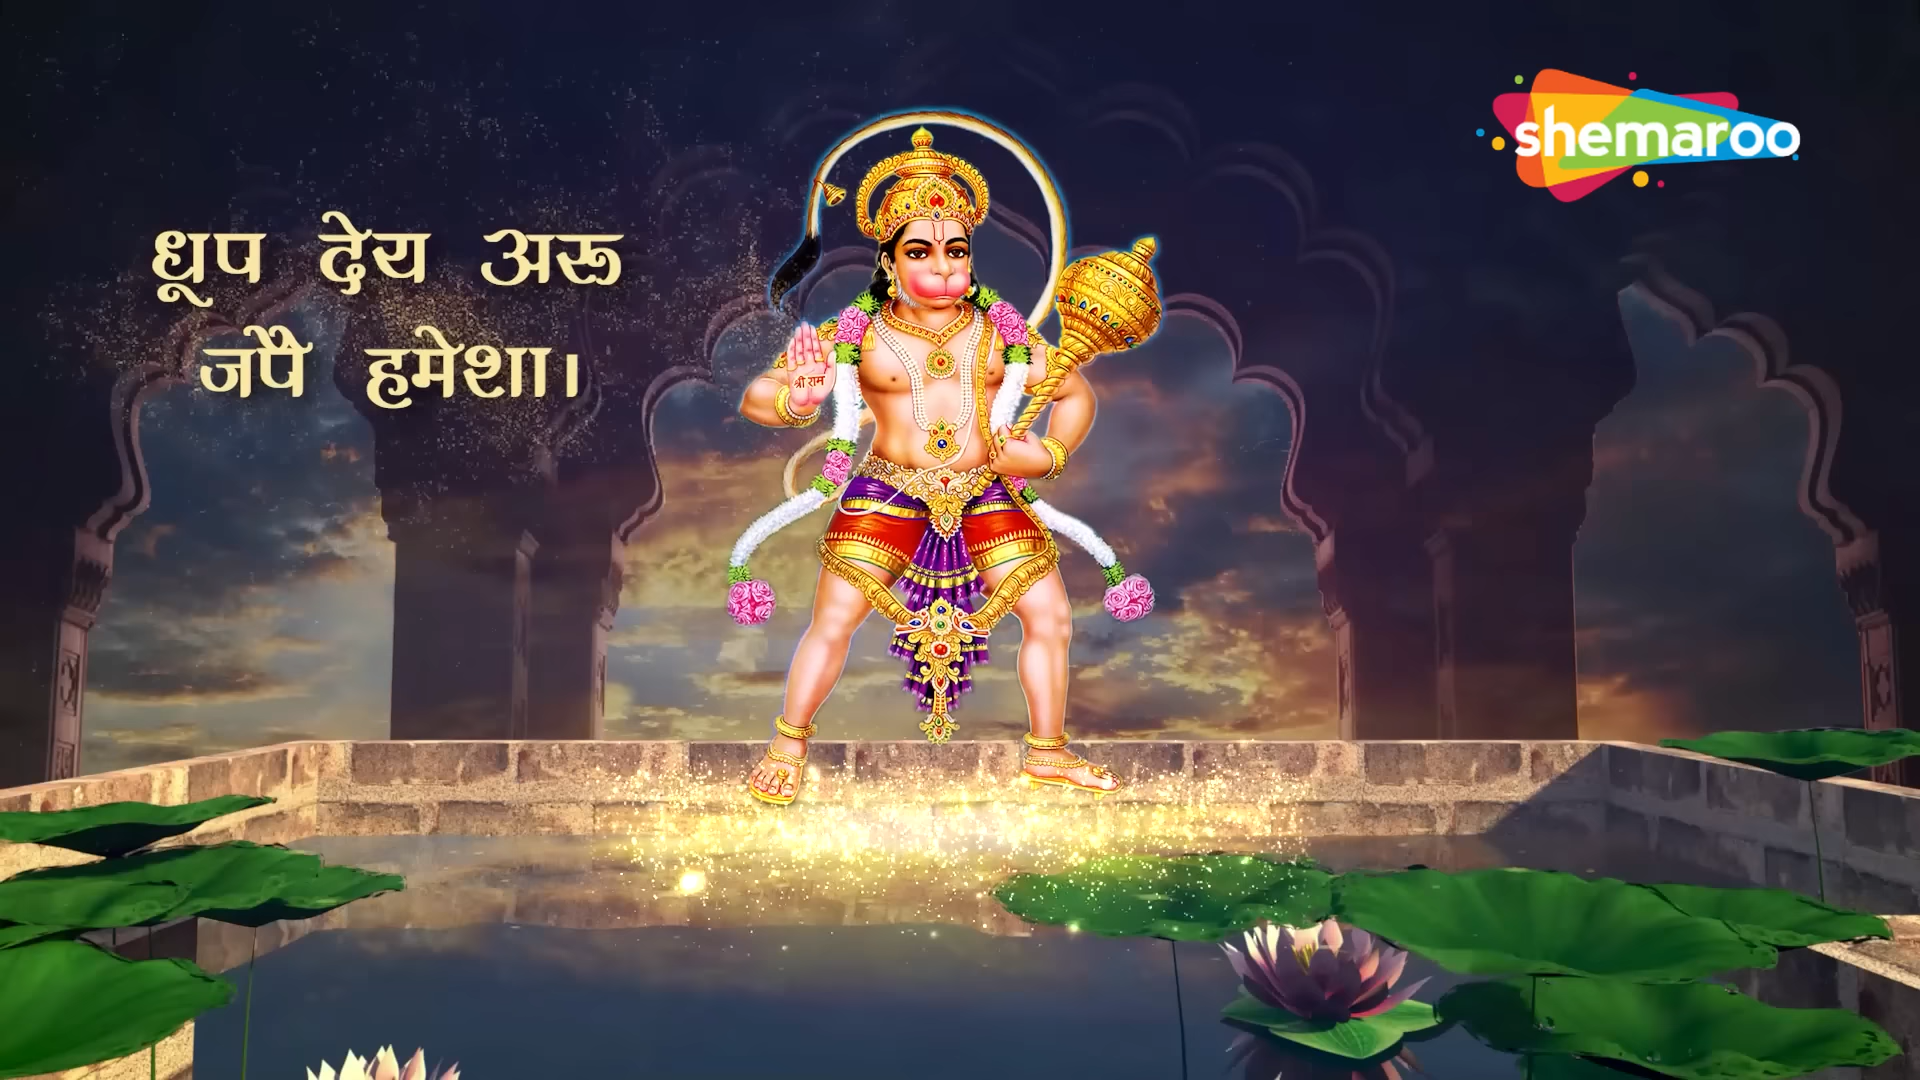 धूप देय अरू
जपै हमेशा।
श्री राम
shemaroo